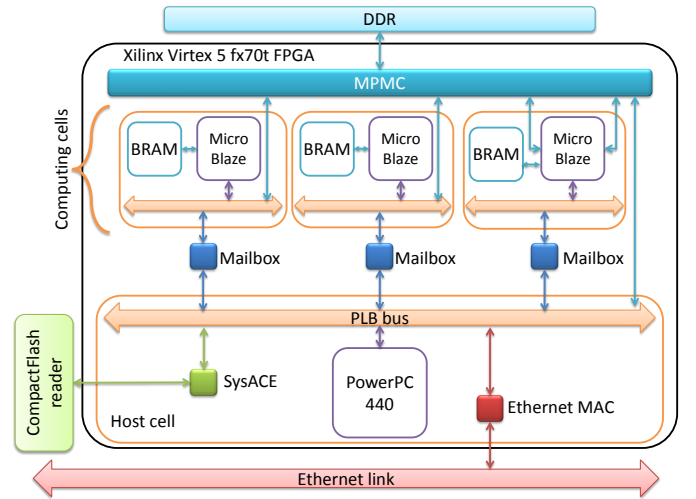 DDR
Xilinx Virtex 5 fx70t FPGA
MPMC
Computing cells
BRAM
Micro
Blaze
BRAM
Micro
Blaze
BRAM
Micro
Blaze
Mailbox
Mailbox
Mailbox
PLB bus
CompactFlash
reader
SysACE
PowerPC
440
Ethernet MAC
Host cell
Ethernet link